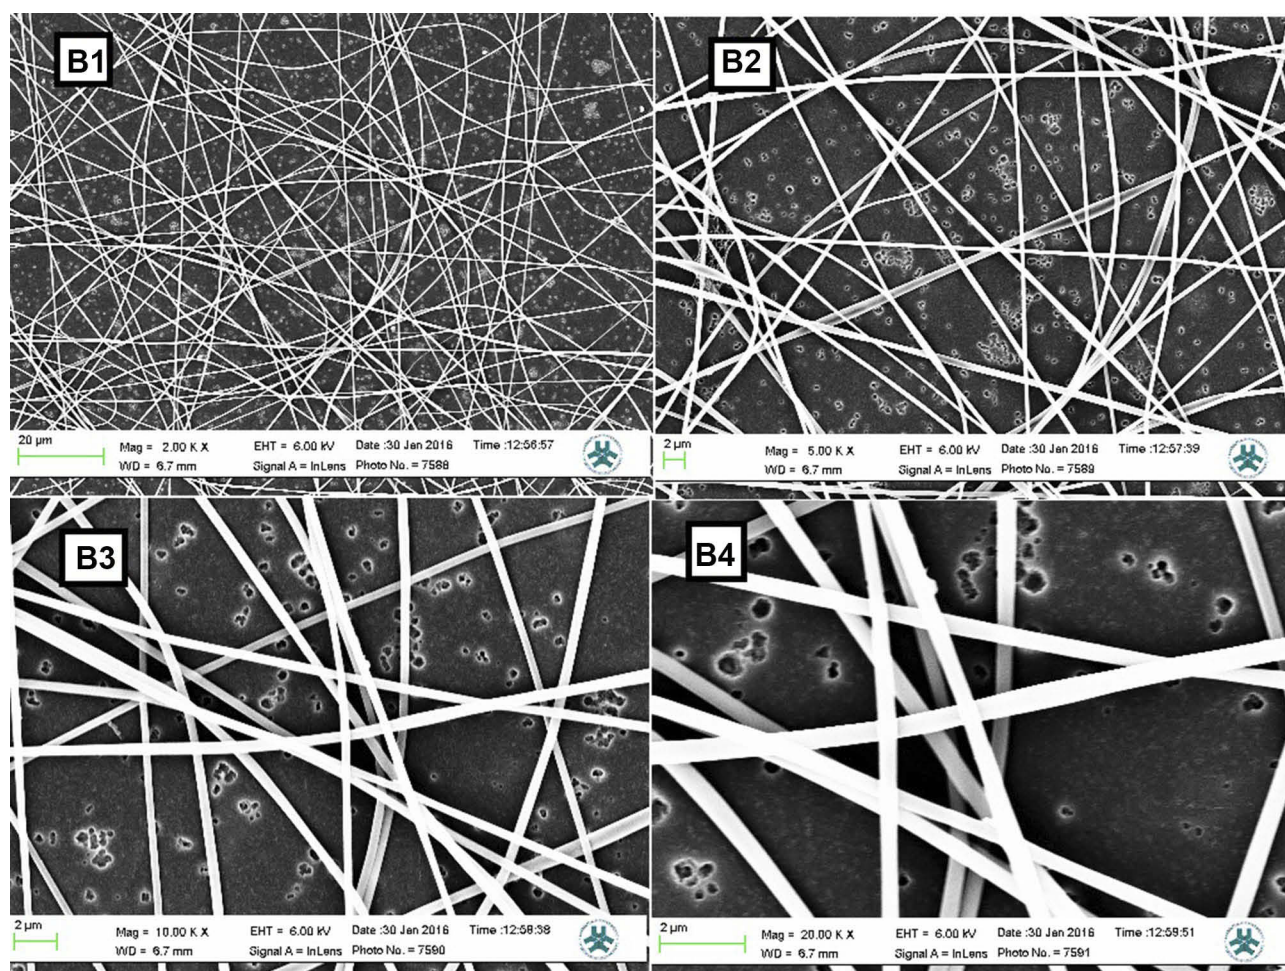 B1
B2
20 µm
Mag = 2.00 K X
EHT = 6.00 kV
Date :30 Jan 2016
Time :12:56:57
WD = 6.7 mm
Signal A = InLens
Photo No. = 7588
2 µm
Mag = 5.00 K X
EHT = 6.00 kV
Date :30 Jan 2016
Time :12:57:39
WD = 6.7 mm
Signal A = InLens
Photo No. = 7589
B3
B4
2 µm
Mag = 10.00 K X
EHT = 6.00 kV
Date :30 Jan 2016
Time :12:58:38
WD = 6.7 mm
Signal A = InLens
Photo No. = 7590
2 µm
Mag = 20.00 K X
EHT = 6.00 kV
Date :30 Jan 2016
Time :12:59:51
WD = 6.7 mm
Signal A = InLens
Photo No. = 7591